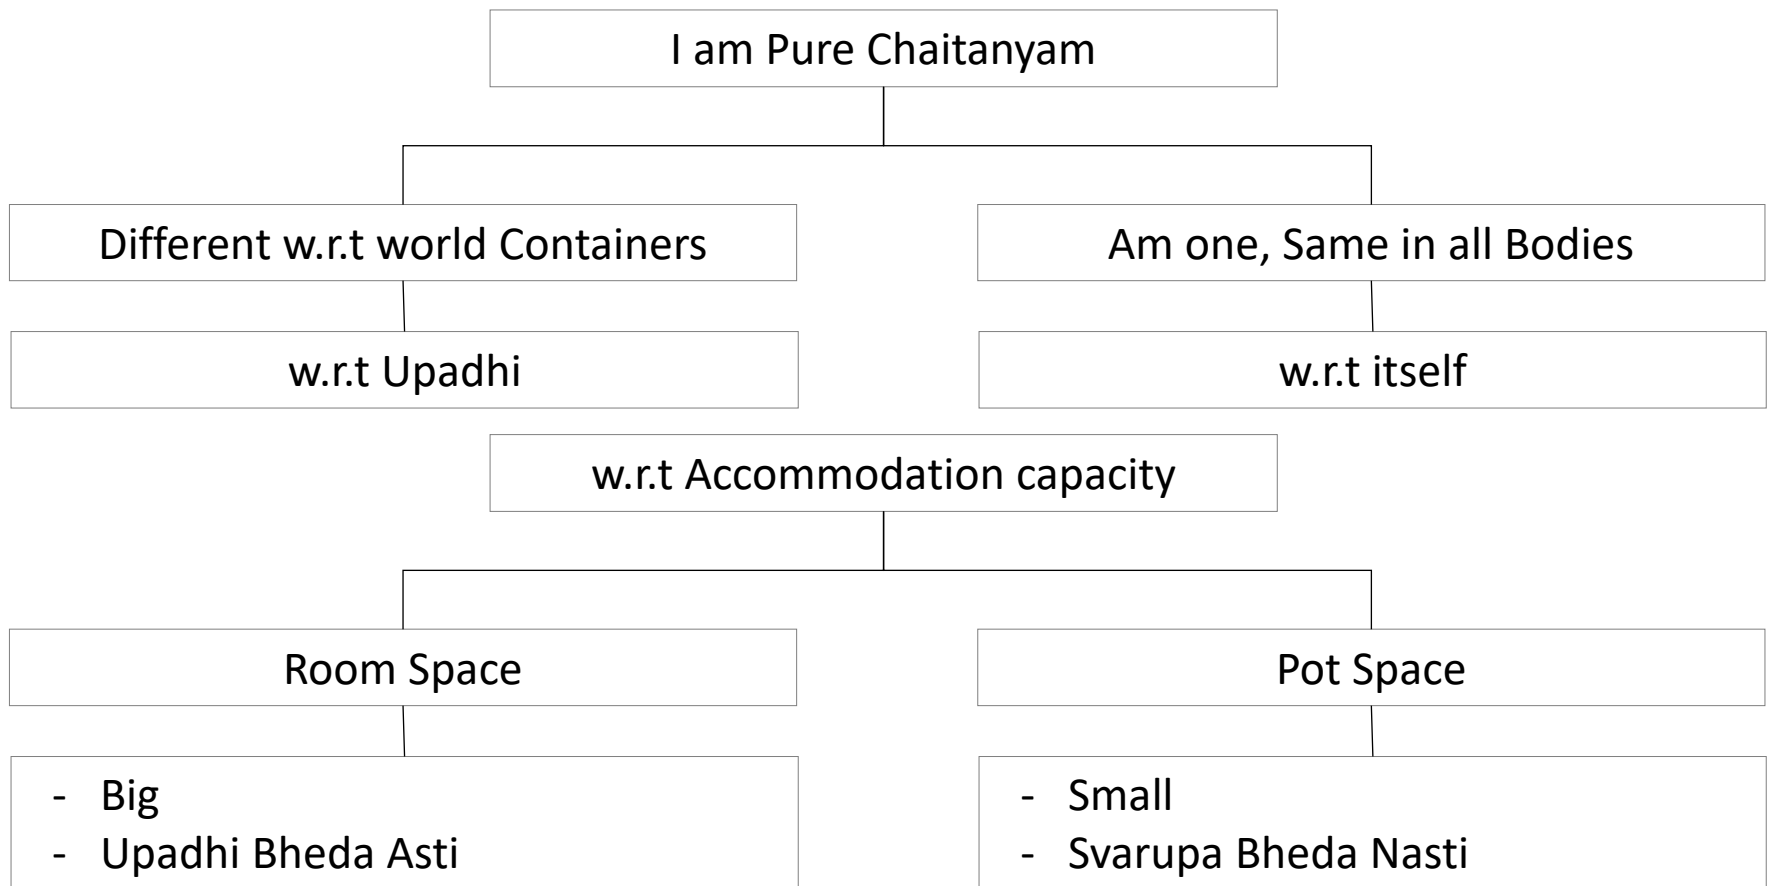 I am Pure Chaitanyam
Different w.r.t world Containers
Am one, Same in all Bodies
w.r.t Upadhi
w.r.t itself
w.r.t Accommodation capacity
Room Space
Pot Space
- Big
- Upadhi Bheda Asti
- Small
- Svarupa Bheda Nasti